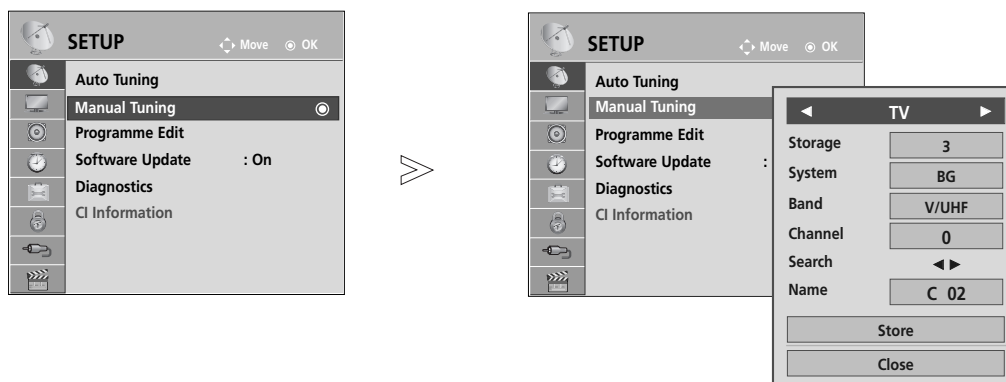 SETUP Move OK
Auto Tuning
Manual Tuning
Programme Edit
Software Update : On
Diagnostics
CI Information
SETUP Move OK
Auto Tuning
Manual Tuning
Programme Edit
Software Update :
Diagnostics
CI Information
◄ TV ►
Storage 3
System BG
Band V/UHF
Channel 0
Search ◄ ►
Name C 02
Store
Close